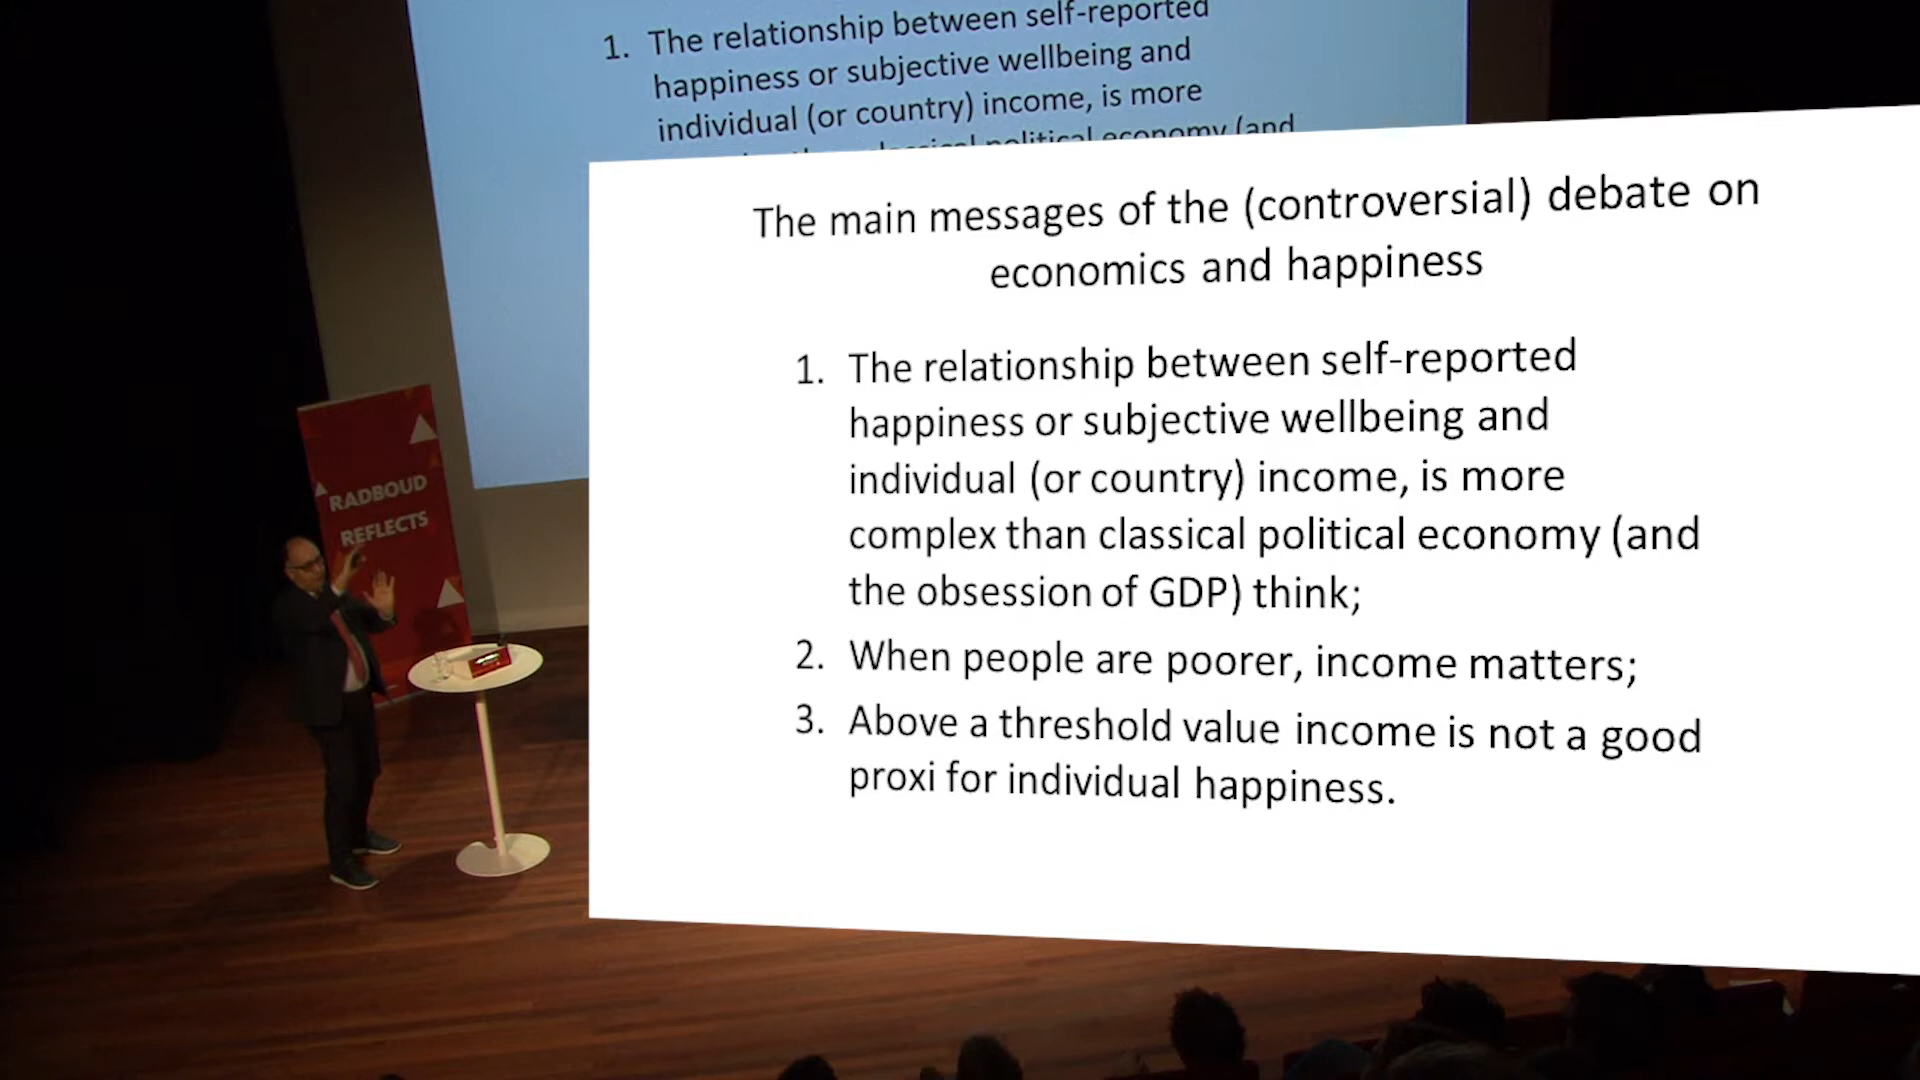 1. The relationship between self-reported
happiness or subjective wellbeing and
individual (or country) income, is more
classical political economy (and
The main messages of the (controversial) debate on
economics and happiness
1. The relationship between self-reported
happiness or subjective wellbeing and
individual (or country) income, is more
complex than classical political economy (and
the obsession of GDP) think;
2. When people are poorer, income matters;
3. Above a threshold value income is not a good
proxi for individual happiness.
RADBOUD
REFLECTS